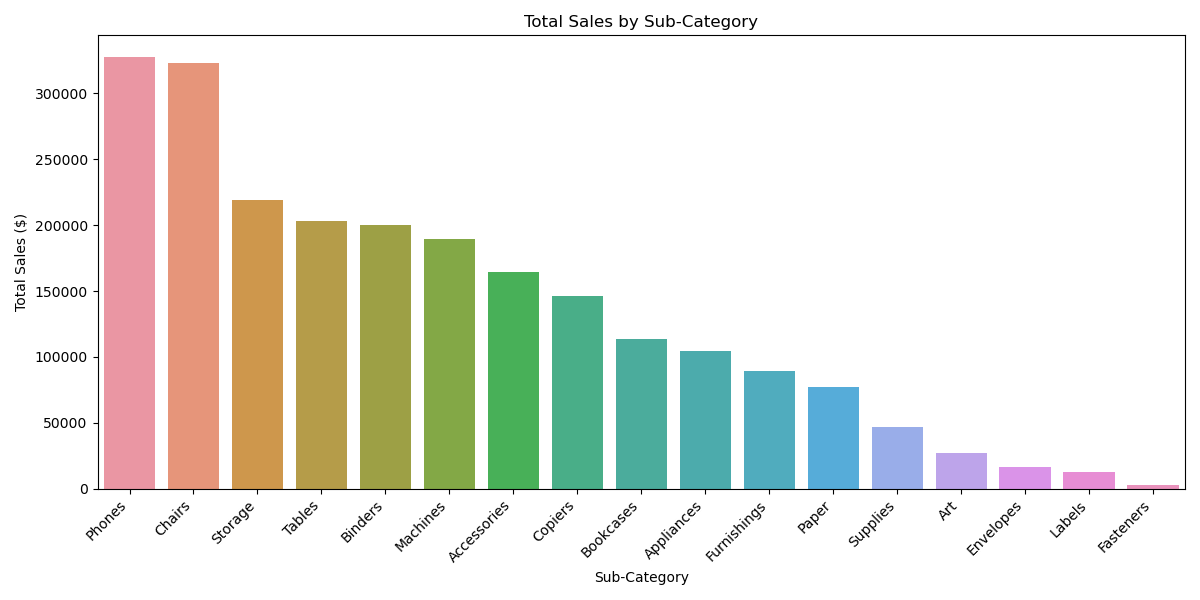 Total Sales by Sub-Category
Total Sales ($)
300000
250000
200000
150000
100000
50000
0
Phones
Chairs
Storage
Tables
Binders
Machines
Accessories
Copiers
Bookcases
Appliances
Furnishings
Paper
Supplies
Art
Envelopes
Labels
Fasteners
Sub-Category